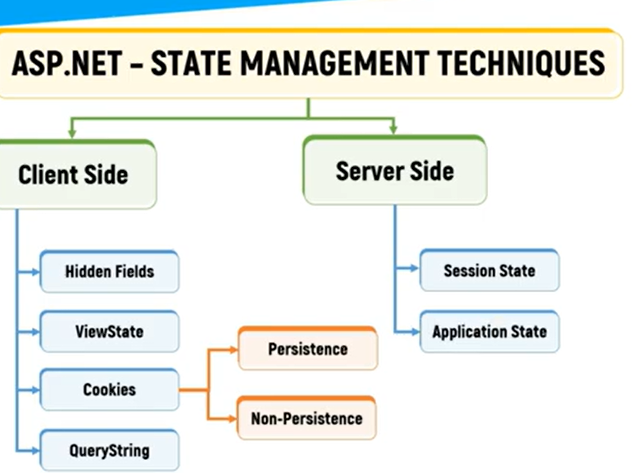 ASP.NET – STATE MANAGEMENT TECHNIQUES
Client Side
Server Side
Hidden Fields
Session State
ViewState
Application State
Persistence
Cookies
Non-Persistence
QueryString